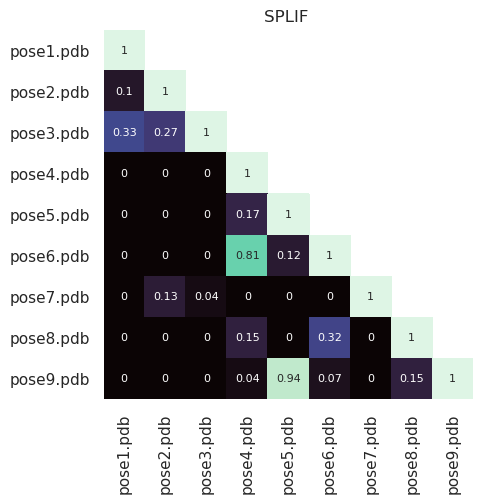 SPLIF
pose1.pdb 1
pose2.pdb 0.1 1
pose3.pdb 0.33 0.27 1
pose4.pdb 0 0 0 1
pose5.pdb 0 0 0 0.17 1
pose6.pdb 0 0 0 0.81 0.12 1
pose7.pdb 0 0.13 0.04 0 0 0 1
pose8.pdb 0 0 0 0.15 0 0.32 0 1
pose9.pdb 0 0 0 0.04 0.94 0.07 0 0.15 1
pose1.pdb
pose2.pdb
pose3.pdb
pose4.pdb
pose5.pdb
pose6.pdb
pose7.pdb
pose8.pdb
pose9.pdb